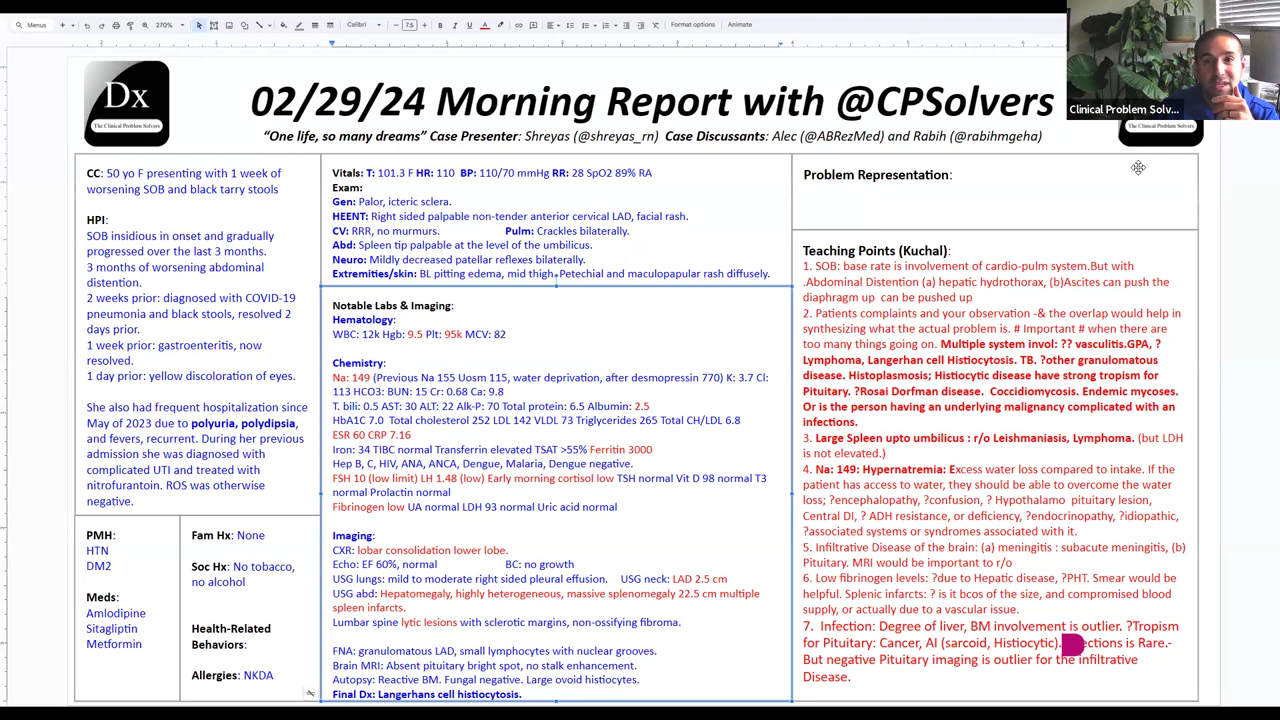 Menus
270%
Calibri
7.5
Format options
Animate
Dx
The Clinical Problem Solvers
02/29/24 Morning Report with @CPSolvers
“One life, so many dreams” Case Presenter: Shreyas (@shreyas_rn) Case Discussants: Alec (@ABRezMed) and Rabih (@rabihmgeha)
Clinical Problem Solv...
The Clinical Problem Solvers
CC: 50 yo F presenting with 1 week of
worsening SOB and black tarry stools
HPI:
SOB insidious in onset and gradually
progressed over the last 3 months.
3 months of worsening abdominal
distention.
2 weeks prior: diagnosed with COVID-19
pneumonia and black stools, resolved 2
days prior.
1 week prior: gastroenteritis, now
resolved.
1 day prior: yellow discoloration of eyes.
She also had frequent hospitalization since
May of 2023 due to polyuria, polydipsia,
and fevers, recurrent. During her previous
admission she was diagnosed with
complicated UTI and treated with
nitrofurantoin. ROS was otherwise
negative.
PMH:
HTN
DM2
Meds:
Amlodipine
Sitagliptin
Metformin
Fam Hx: None
Soc Hx: No tobacco,
no alcohol
Health-Related
Behaviors:
Allergies: NKDA
Vitals: T: 101.3 F HR: 110 BP: 110/70 mmHg RR: 28 SpO2 89% RA
Exam:
Gen: Palor, icteric sclera.
HEENT: Right sided palpable non-tender anterior cervical LAD, facial rash.
CV: RRR, no murmurs. Pulm: Crackles bilaterally.
Abd: Spleen tip palpable at the level of the umbilicus.
Neuro: Mildly decreased patellar reflexes bilaterally.
Extremities/skin: BL pitting edema, mid thigh. Petechial and maculopapular rash diffusely.
Notable Labs & Imaging:
Hematology:
WBC: 12k Hgb: 9.5 Plt: 95k MCV: 82
Chemistry:
Na: 149 (Previous Na 155 Uosm 115, water deprivation, after desmopressin 770) K: 3.7 Cl:
113 HCO3: BUN: 15 Cr: 0.68 Ca: 9.8
T. bili: 0.5 AST: 30 ALT: 22 Alk-P: 70 Total protein: 6.5 Albumin: 2.5
HbA1C 7.0 Total cholesterol 252 LDL 142 VLDL 73 Triglycerides 265 Total CH/LDL 6.8
ESR 60 CRP 7.16
Iron: 34 TIBC normal Transferrin elevated TSAT >55% Ferritin 3000
Hep B, C, HIV, ANA, ANCA, Dengue, Malaria, Dengue negative.
FSH 10 (low limit) LH 1.48 (low) Early morning cortisol low TSH normal Vit D 98 normal T3
normal Prolactin normal
Fibrinogen low UA normal LDH 93 normal Uric acid normal
Imaging:
CXR: lobar consolidation lower lobe.
Echo: EF 60%, normal BC: no growth
USG lungs: mild to moderate right sided pleural effusion. USG neck: LAD 2.5 cm
USG abd: Hepatomegaly, highly heterogeneous, massive splenomegaly 22.5 cm multiple
spleen infarcts.
Lumbar spine lytic lesions with sclerotic margins, non-ossifying fibroma.
FNA: granulomatous LAD, small lymphocytes with nuclear grooves.
Brain MRI: Absent pituitary bright spot, no stalk enhancement.
Autopsy: Reactive BM. Fungal negative. Large ovoid histiocytes.
Final Dx: Langerhans cell histiocytosis.
Problem Representation:
Teaching Points (Kuchal):
1. SOB: base rate is involvement of cardio-pulm system.But with
.Abdominal Distention (a) hepatic hydrothorax, (b)Ascites can push the
diaphragm up can be pushed up
2. Patients complaints and your observation -& the overlap would help in
synthesizing what the actual problem is. # Important # when there are
too many things going on. Multiple system invol: ?? vasculitis.GPA, ?
Lymphoma, Langerhan cell Histiocytosis. TB. ?other granulomatous
disease. Histoplasmosis; Histiocytic disease have strong tropism for
Pituitary. ?Rosai Dorfman disease. Coccidiomycosis. Endemic mycoses.
Or is the person having an underlying malignancy complicated with an
infections.
3. Large Spleen upto umbilicus : r/o Leishmaniasis, Lymphoma. (but LDH
is not elevated.)
4. Na: 149: Hypernatremia: Excess water loss compared to intake. If the
patient has access to water, they should be able to overcome the water
loss; ?encephalopathy, ?confusion, ? Hypothalamo pituitary lesion,
Central DI, ? ADH resistance, or deficiency, ?endocrinopathy, ?idiopathic,
?associated systems or syndromes associated with it.
5. Infiltrative Disease of the brain: (a) meningitis : subacute meningitis, (b)
Pituitary. MRI would be important to r/o
6. Low fibrinogen levels: ?due to Hepatic disease, ?PHT. Smear would be
helpful. Splenic infarcts: ? is it bcos of the size, and compromised blood
supply, or actually due to a vascular issue.
7. Infection: Degree of liver, BM involvement is outlier. ?Tropism
for Pituitary: Cancer, AI (sarcoid, Histiocytic). ections is Rare.-
But negative Pituitary imaging is outlier for the infiltrative
Disease.